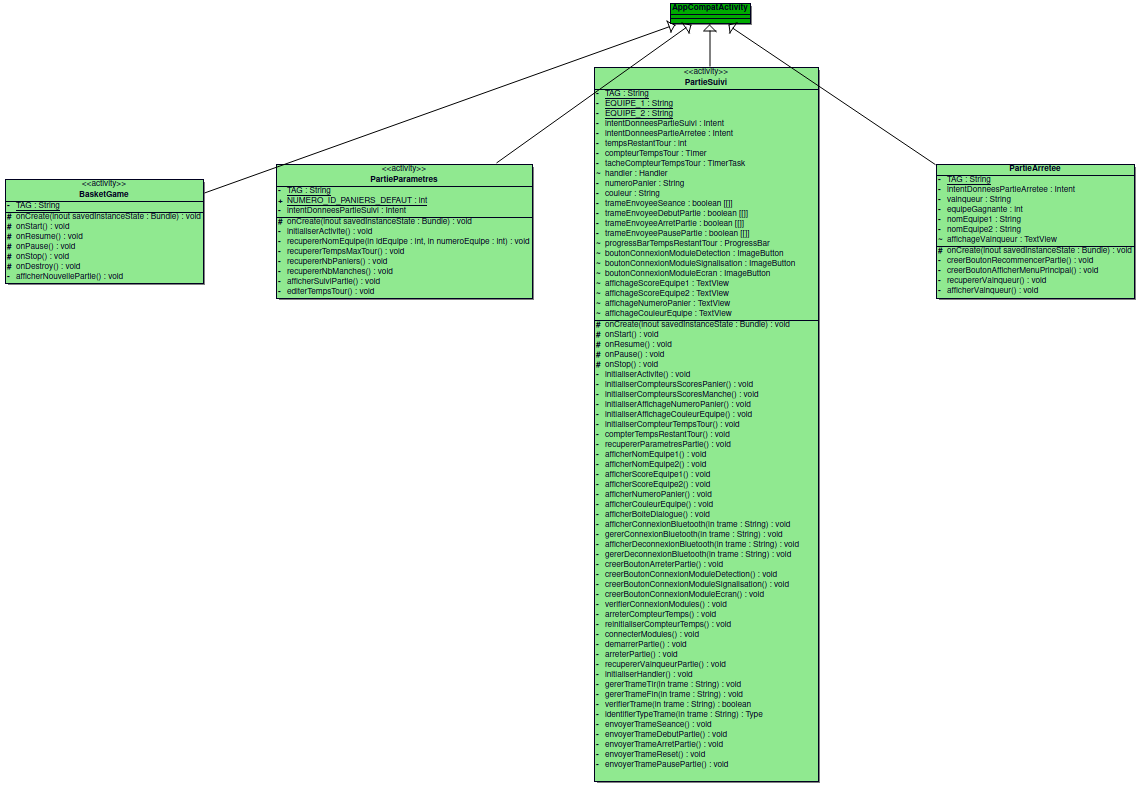 AppCompatActivity
<<activity>>
BasketGame
- TAG : String
# onCreate(inout savedInstanceState : Bundle) : void
# onStart() : void
# onResume() : void
# onPause() : void
# onStop() : void
# onDestroy() : void
- afficherNouvellePartie() : void
<<activity>>
PartieParametres
- TAG : String
+ NUMERO_ID_PANIERS_DEFAUT : int
- intentDonneesPartieSuivi : Intent
# onCreate(inout savedInstanceState : Bundle) : void
- initialiserActivite() : void
- recupererNomEquipe(in idEquipe : int, in numeroEquipe : int) : void
- recupererTempsMaxTour() : void
- recupererNbPaniers() : void
- recupererNbManches() : void
- afficherSuiviPartie() : void
- editerTempsTour() : void
<<activity>>
PartieSuivi
- TAG : String
- EQUIPE_1 : String
- EQUIPE_2 : String
- intentDonneesPartieSuivi : Intent
- intentDonneesPartieArretee : Intent
- tempsRestantTour : int
- compteurTempsTour : Timer
- tacheCompteurTempsTour : TimerTask
~ handler : Handler
- numeroPanier : String
- couleur : String
- trameEnvoyeeSeance : boolean [[]]
- trameEnvoyeeDebutPartie : boolean [[]]
- trameEnvoyeeArretPartie : boolean [[]]
- trameEnvoyeePausePartie : boolean [[]]
~ progressBarTempsRestantTour : ProgressBar
~ boutonConnexionModuleDetection : ImageButton
~ boutonConnexionModuleSignalisation : ImageButton
~ boutonConnexionModuleEcran : ImageButton
~ affichageScoreEquipe1 : TextView
~ affichageScoreEquipe2 : TextView
~ affichageNumeroPanier : TextView
~ affichageCouleurEquipe : TextView
# onCreate(inout savedInstanceState : Bundle) : void
# onStart() : void
# onResume() : void
# onPause() : void
# onStop() : void
- initialiserActivite() : void
- initialiserCompteursScoresPanier() : void
- initialiserCompteursScoresManche() : void
- initialiserAffichageNumeroPanier() : void
- initialiserAffichageCouleurEquipe() : void
- initialiserCompteurTempsTour() : void
- compterTempsRestantTour() : void
- recupererParametresPartie() : void
- afficherNomEquipe1() : void
- afficherNomEquipe2() : void
- afficherScoreEquipe1() : void
- afficherScoreEquipe2() : void
- afficherNumeroPanier() : void
- afficherCouleurEquipe() : void
- afficherBoiteDialogue() : void
- afficherConnexionBluetooth(in trame : String) : void
- gererConnexionBluetooth(in trame : String) : void
- afficherDeconnexionBluetooth(in trame : String) : void
- gererDeconnexionBluetooth(in trame : String) : void
- creerBoutonArreterPartie() : void
- creerBoutonConnexionModuleDetection() : void
- creerBoutonConnexionModuleSignalisation() : void
- creerBoutonConnexionModuleEcran() : void
- verifierConnexionModules() : void
- arreterCompteurTemps() : void
- reinitialiserCompteurTemps() : void
- connecterModules() : void
- demarrerPartie() : void
- arreterPartie() : void
- recupererVainqueurPartie() : void
- initialiserHandler() : void
- gererTrameTir(in trame : String) : void
- gererTrameFin(in trame : String) : void
- verifierTrame(in trame : String) : boolean
- identifierTypeTrame(in trame : String) : Type
- envoyerTrameSeance() : void
- envoyerTrameDebutPartie() : void
- envoyerTrameArretPartie() : void
- envoyerTrameReset() : void
- envoyerTramePausePartie() : void
PartieArretee
- TAG : String
- intentDonneesPartieArretee : Intent
- vainqueur : String
- equipeGagnante : int
- nomEquipe1 : String
- nomEquipe2 : String
~ affichageVainqueur : TextView
# onCreate(inout savedInstanceState : Bundle) : void
- creerBoutonRecommencerPartie() : void
- creerBoutonAfficherMenuPrincipal() : void
- recupererVainqueur() : void
- afficherVainqueur() : void